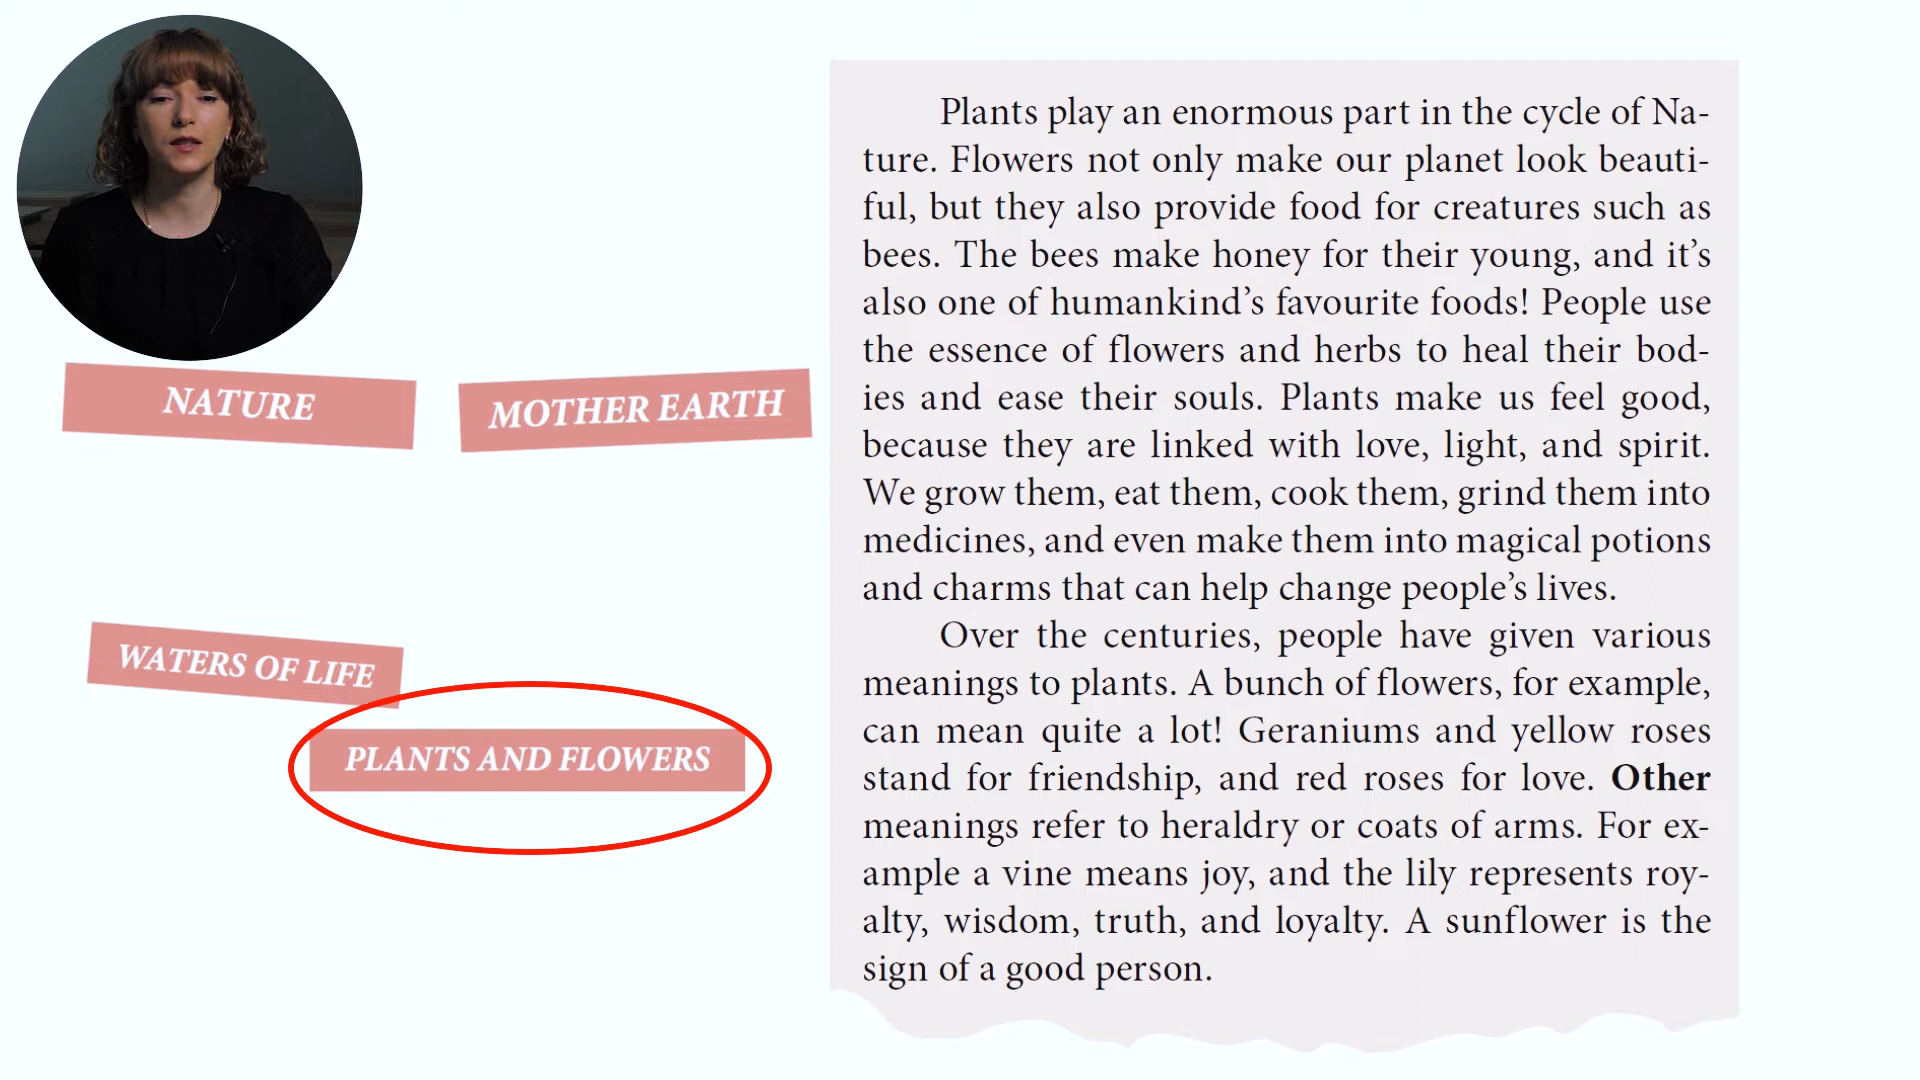 NATURE
MOTHER EARTH
WATERS OF LIFE
PLANTS AND FLOWERS
Plants play an enormous part in the cycle of Na-
ture. Flowers not only make our planet look beauti-
ful, but they also provide food for creatures such as
bees. The bees make honey for their young, and it’s
also one of humankind’s favourite foods! People use
the essence of flowers and herbs to heal their bod-
ies and ease their souls. Plants make us feel good,
because they are linked with love, light, and spirit.
We grow them, eat them, cook them, grind them into
medicines, and even make them into magical potions
and charms that can help change people’s lives.
Over the centuries, people have given various
meanings to plants. A bunch of flowers, for example,
can mean quite a lot! Geraniums and yellow roses
stand for friendship, and red roses for love. Other
meanings refer to heraldry or coats of arms. For ex-
ample a vine means joy, and the lily represents roy-
alty, wisdom, truth, and loyalty. A sunflower is the
sign of a good person.